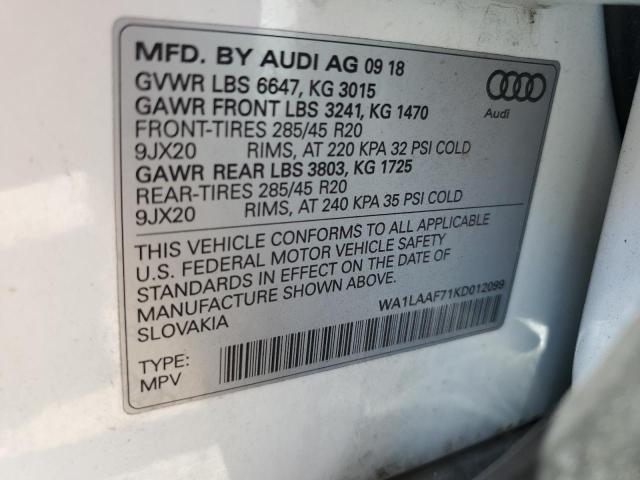 MFD. BY AUDI AG 09 18
GVWR LBS 6647, KG 3015
GAWR FRONT LBS 3241, KG 1470
FRONT-TIRES 285/45 R20
9JX20 RIMS, AT 220 KPA 32 PSI COLD
GAWR REAR LBS 3803, KG 1725
REAR-TIRES 285/45 R20
9JX20 RIMS, AT 240 KPA 35 PSI COLD
Audi
THIS VEHICLE CONFORMS TO ALL APPLICABLE
U.S. FEDERAL MOTOR VEHICLE SAFETY
STANDARDS IN EFFECT ON THE DATE OF
MANUFACTURE SHOWN ABOVE.
SLOVAKIA
WA1LAAF71KD012099
TYPE:
MPV